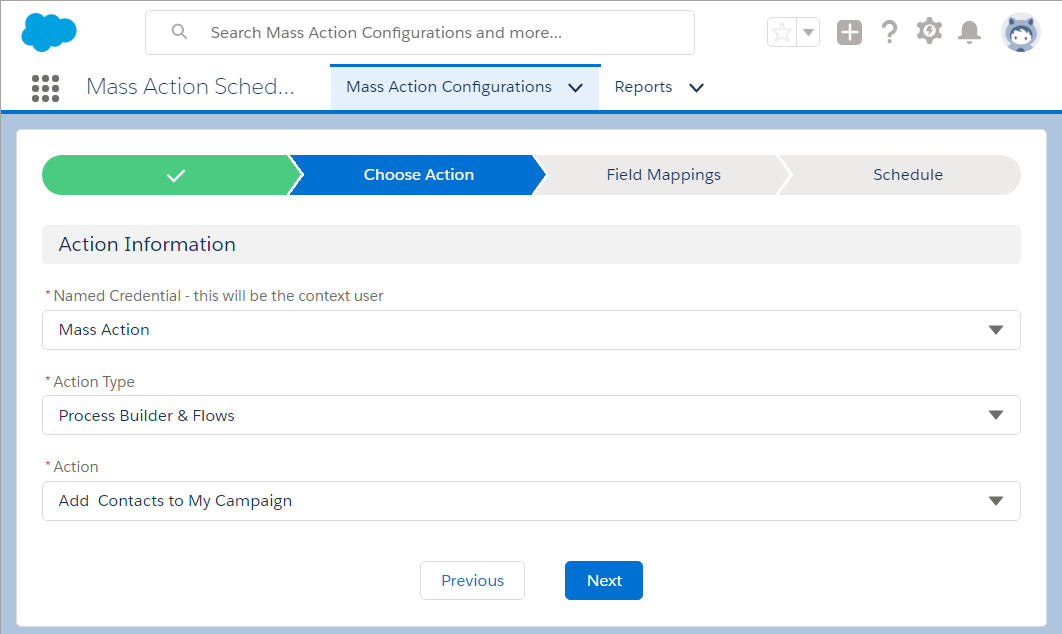 Search Mass Action Configurations and more...
Mass Action Sched...
Mass Action Configurations
Reports
Choose Action
Field Mappings
Schedule
Action Information
* Named Credential - this will be the context user
Mass Action
* Action Type
Process Builder & Flows
* Action
Add  Contacts to My Campaign
Previous
Next